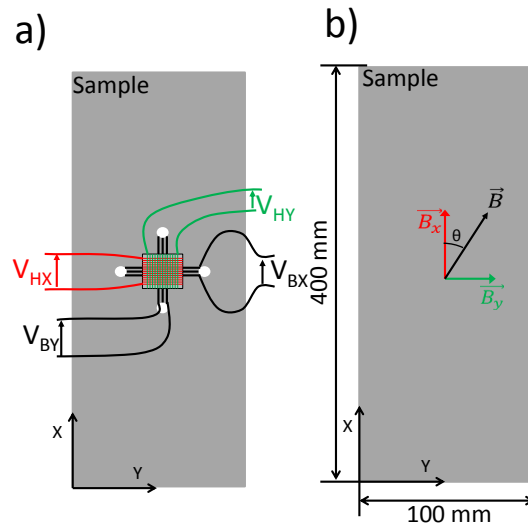 a)
Sample
V_HY
V_HX
V_BX
V_BY
X
Y
b)
Sample
400 mm
B_x
θ
B
B_y
X
Y
100 mm